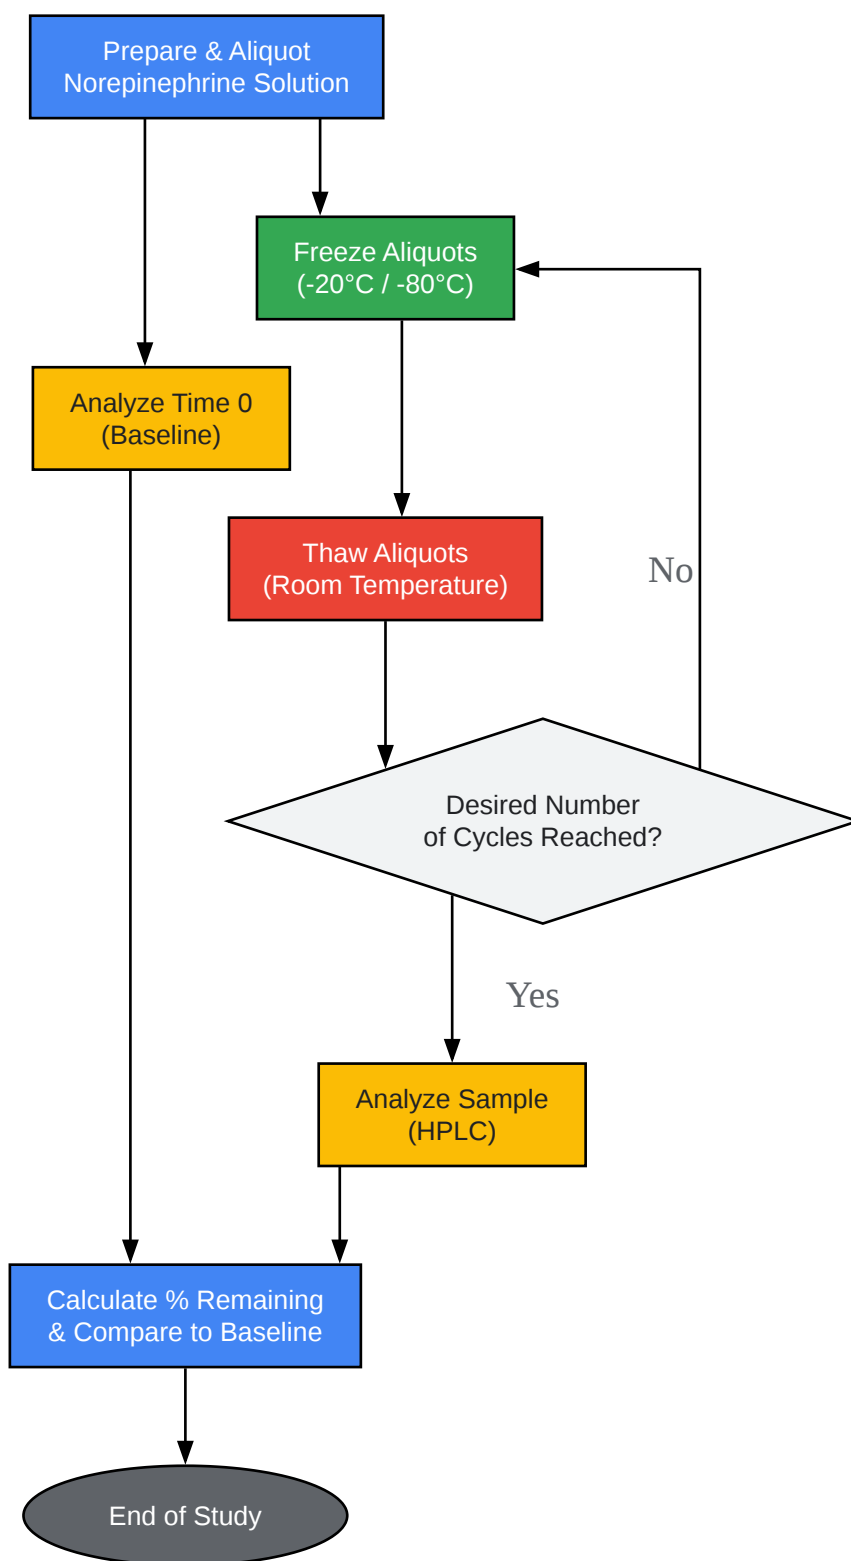 Prepare & Aliquot
Norepinephrine Solution
Freeze Aliquots
(-20°C / -80°C)
Analyze Time 0
(Baseline)
Thaw Aliquots
(Room Temperature)
No
Desired Number
of Cycles Reached?
Yes
Analyze Sample
(HPLC)
Calculate % Remaining
& Compare to Baseline
End of Study